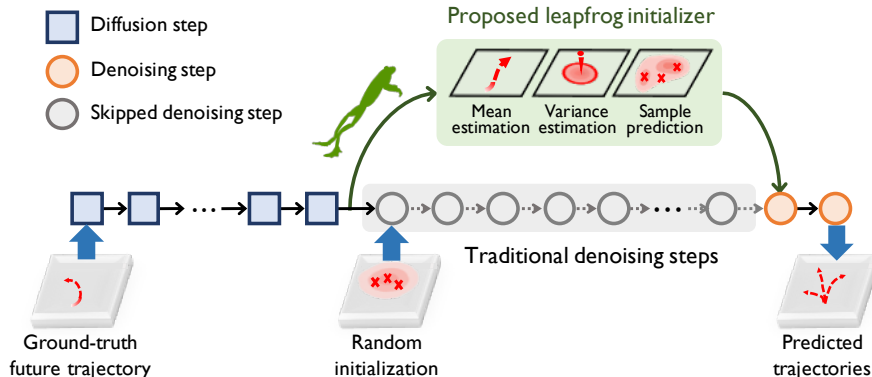 Proposed leapfrog initializer
Diffusion step
Denoising step
Skipped denoising step
Mean
estimation
Variance
estimation
Sample
prediction
...
...
Traditional denoising steps
Ground-truth
future trajectory
Random
initialization
Predicted
trajectories